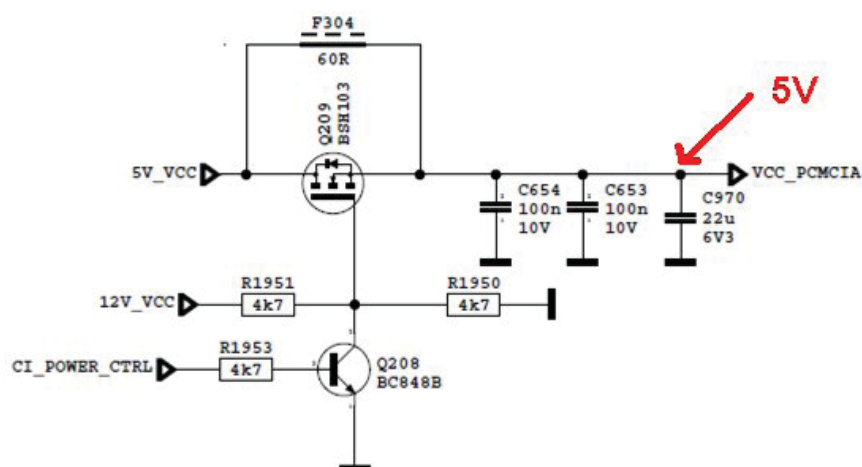 F304
60R
Q209
BSH103
5V
5V_VCC
VCC_PCMCIA
C654
100n
10V
C653
100n
10V
C970
22u
6V3
R1951
4k7
R1950
4k7
12V_VCC
R1953
4k7
CI_POWER_CTRL
Q208
BC848B